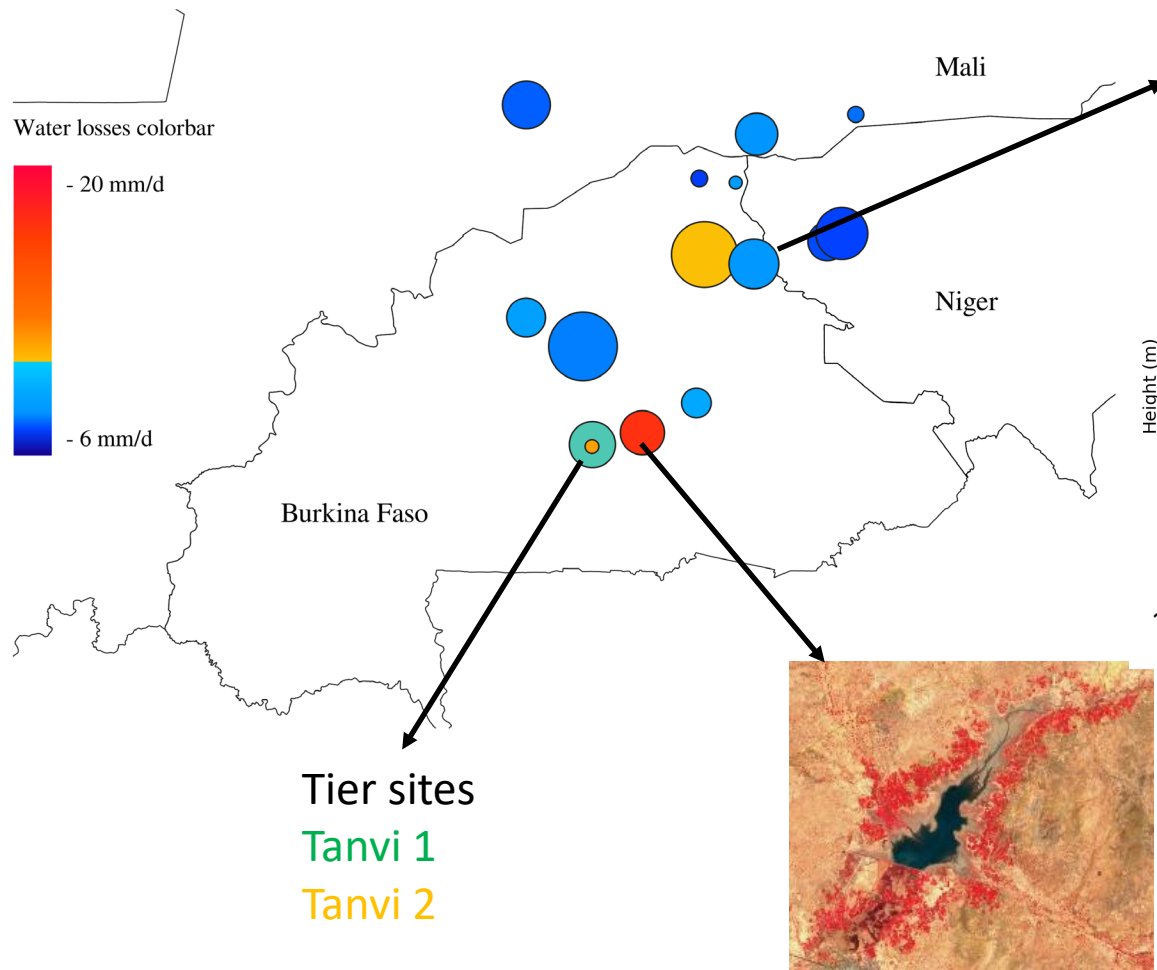 Mali
Water losses colorbar
- 20 mm/d
Niger
Height (m)
- 6 mm/d
Burkina Faso
Tier sites
Tanvi 1
Tanvi 2